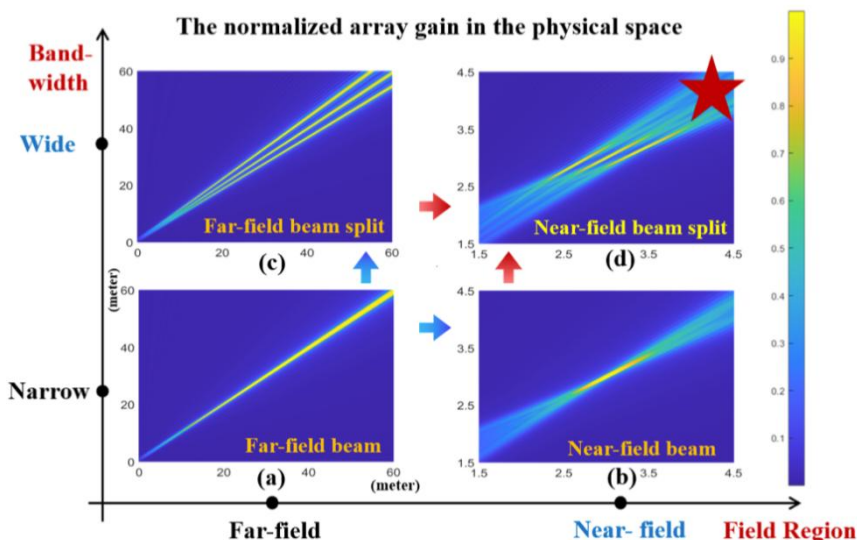 The normalized array gain in the physical space
Band-
width
Wide
Narrow
60
40
20
0
0
20
40
60
Far-field beam split
(c)
4.5
3.5
2.5
1.5
1.5
2.5
3.5
4.5
Near-field beam split
(d)
(meter)
60
40
20
0
0
20
40
60
Far-field beam
(a)
(meter)
4.5
3.5
2.5
1.5
1.5
2.5
3.5
4.5
Near-field beam
(b)
0.9
0.8
0.7
0.6
0.5
0.4
0.3
0.2
0.1
Far-field
Near- field
Field Region